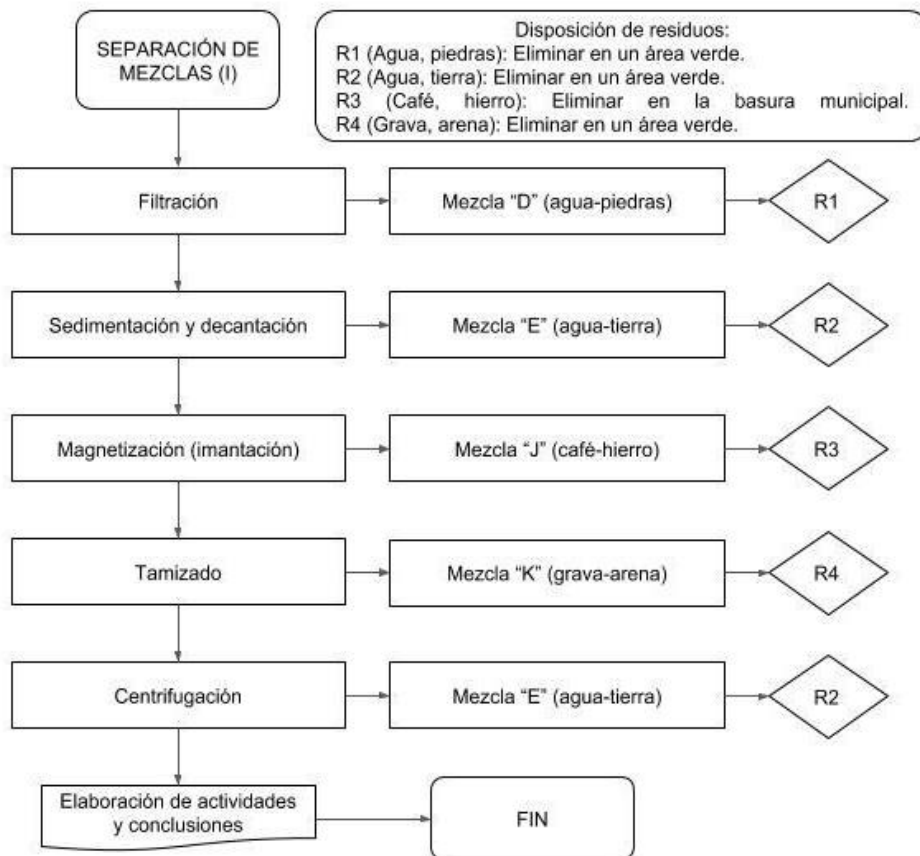 SEPARACIÓN DE
MEZCLAS (I)
Disposición de residuos:
R1 (Agua, piedras): Eliminar en un área verde.
R2 (Agua, tierra): Eliminar en un área verde.
R3 (Café, hierro): Eliminar en la basura municipal.
R4 (Grava, arena): Eliminar en un área verde.
Filtración
Mezcla “D” (agua-piedras)
R1
Sedimentación y decantación
Mezcla “E” (agua-tierra)
R2
Magnetización (imantación)
Mezcla “J” (café-hierro)
R3
Tamizado
Mezcla “K” (grava-arena)
R4
Centrifugación
Mezcla “E” (agua-tierra)
R2
Elaboración de actividades
y conclusiones
FIN